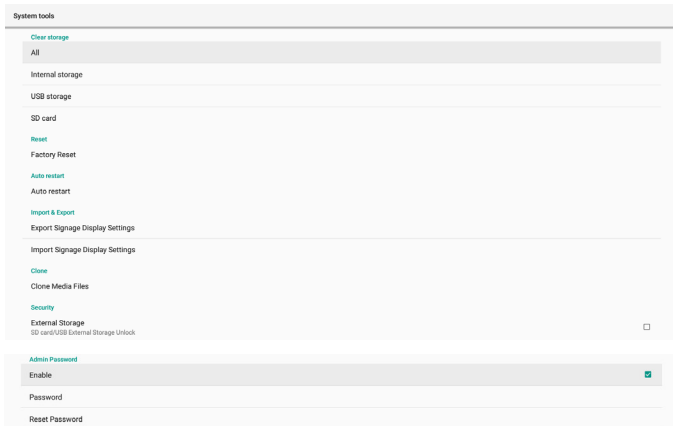 System tools
Clear storage
All
Internal storage
USB storage
SD card
Reset
Factory Reset
Auto restart
Auto restart
Import & Export
Export Signage Display Settings
Import Signage Display Settings
Clone
Clone Media Files
Security
External Storage
SD card/USB External Storage Unlock
Admin Password
Enable
Password
Reset Password